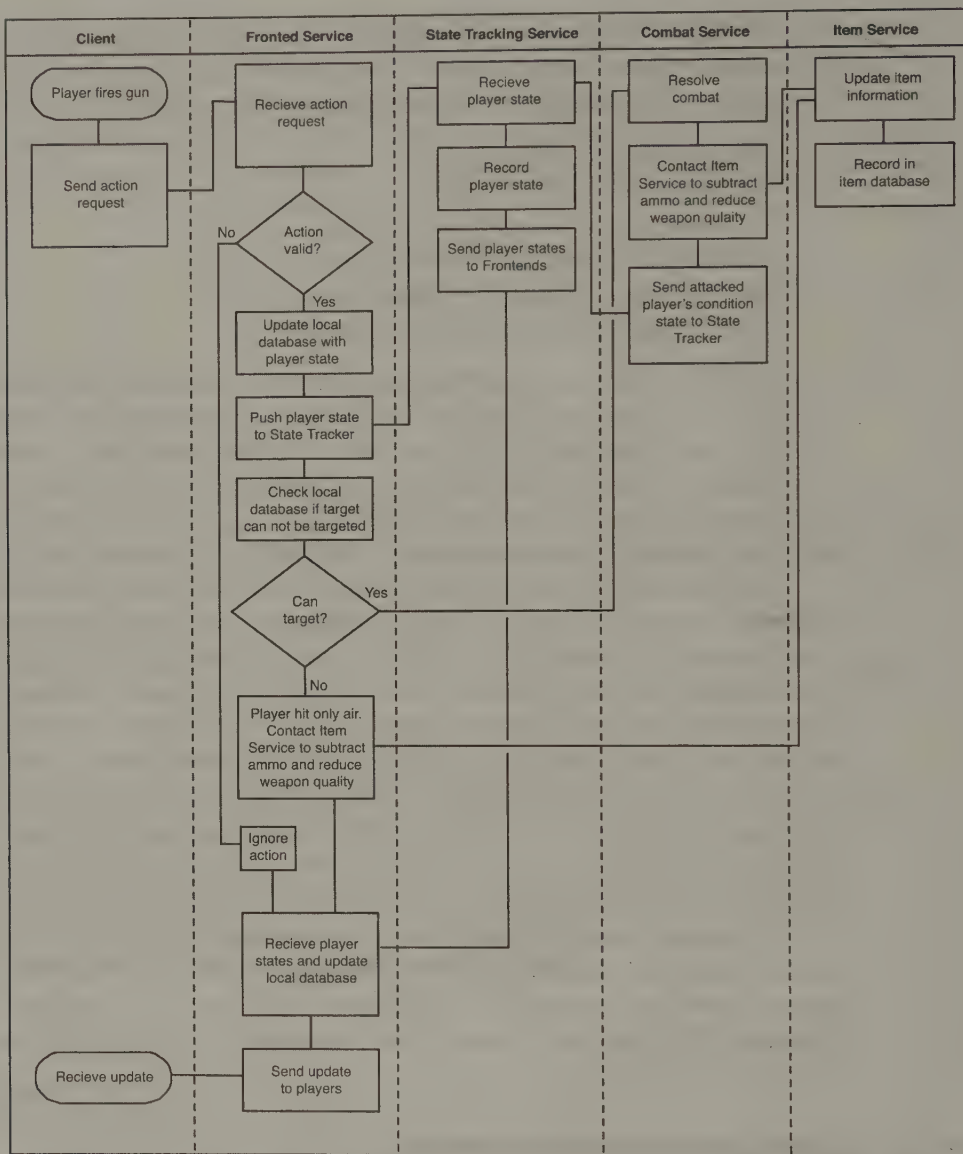 Client
Fronted Service
State Tracking Service
Combat Service
Item Service
Player fires gun
Send action
request
Recieve action
request
Action
valid?
No
Yes
Update local
database with
player state
Push player state
to State Tracker
Check local
database if target
can not be targeted
Can
target?
Yes
No
Player hit only air.
Contact Item
Service to subtract
ammo and reduce
weapon quality
Ignore
action
Recieve player
states and update
local database
Send update
to players
Recieve update
Recieve
player state
Record
player state
Send player states
to Frontends
Resolve
combat
Contact Item
Service to subtract
ammo and reduce
weapon qulaity
Send attacked
player's condition
state to State
Tracker
Update item
information
Record in
item database